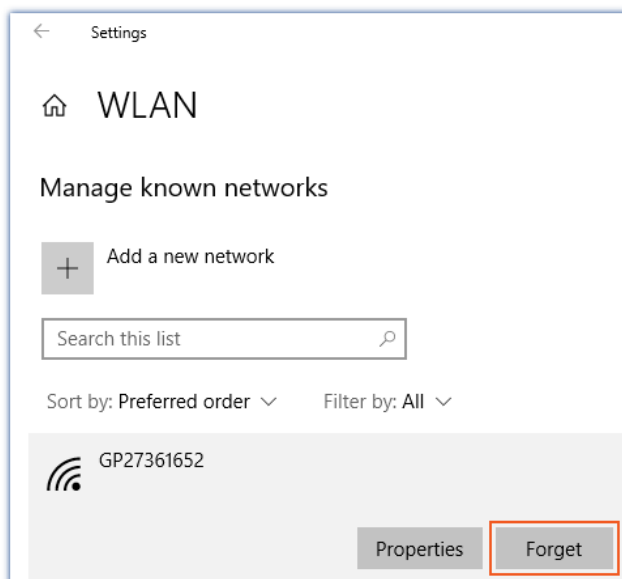 Settings
WLAN
Manage known networks
Add a new network
Search this list
Sort by: Preferred order Filter by: All
GP27361652
Properties Forget